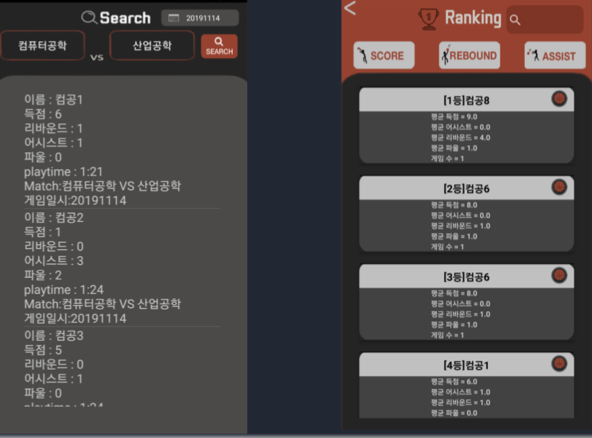 Search
20191114
컴퓨터공학
VS
산업공학
SEARCH
이름 : 컴공1
득점 : 6
리바운드 : 1
어시스트 : 1
파울 : 0
playtime : 1:21
Match:컴퓨터공학 VS 산업공학
게임일시:20191114
이름 : 컴공2
득점 : 1
리바운드 : 0
어시스트 : 3
파울 : 2
playtime : 1:24
Match:컴퓨터공학 VS 산업공학
게임일시:20191114
이름 : 컴공3
득점 : 5
리바운드 : 0
어시스트 : 1
파울 : 0
playtime : 1:24
<
1
Ranking
SCORE
REBOUND
ASSIST
[1등]컴공8
평균 득점 = 9.0
평균 어시스트 = 0.0
평균 리바운드 = 4.0
평균 파울 = 1.0
게임 수 = 1
[2등]컴공6
평균 득점 = 8.0
평균 어시스트 = 0.0
평균 리바운드 = 1.0
평균 파울 = 1.0
게임 수 = 1
[3등]컴공6
평균 득점 = 8.0
평균 어시스트 = 0.0
평균 리바운드 = 1.0
평균 파울 = 1.0
게임 수 = 1
[4등]컴공1
평균 득점 = 6.0
평균 어시스트 = 1.0
평균 리바운드 = 1.0
평균 파울 = 0.0